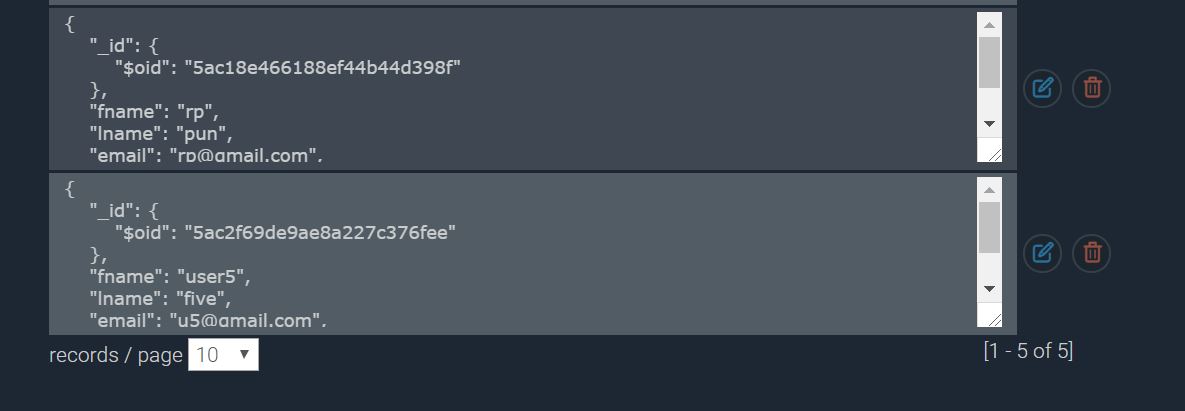 {
"_id": {
"$oid": "5ac18e466188ef44b44d398f"
},
"fname": "rp",
"lname": "pun",
"email": "rp@gmail.com",
{
"_id": {
"$oid": "5ac2f69de9ae8a227c376fee"
},
"fname": "user5",
"lname": "five",
"email": "u5@gmail.com",
records / page 10
[1 - 5 of 5]